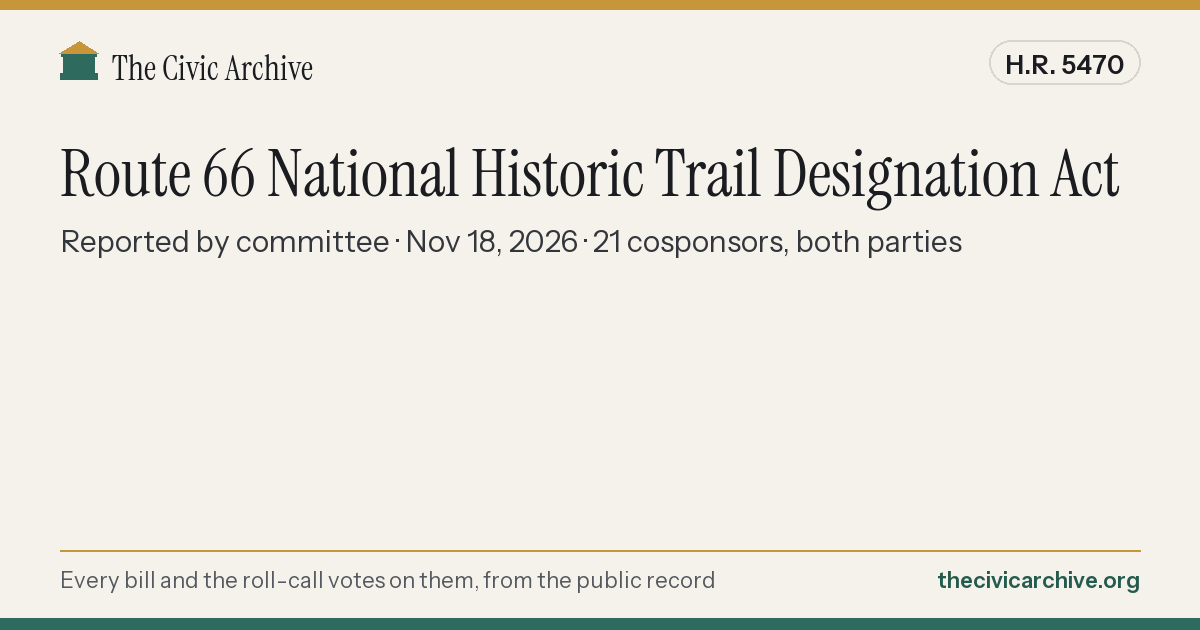 The Civic Archive
H.R. 5470
Route 66 National Historic Trail Designation Act
Reported by committee · Nov 18, 2026 · 21 cosponsors, both parties
Every bill and the roll-call votes on them, from the public record
thecivicarchive.org